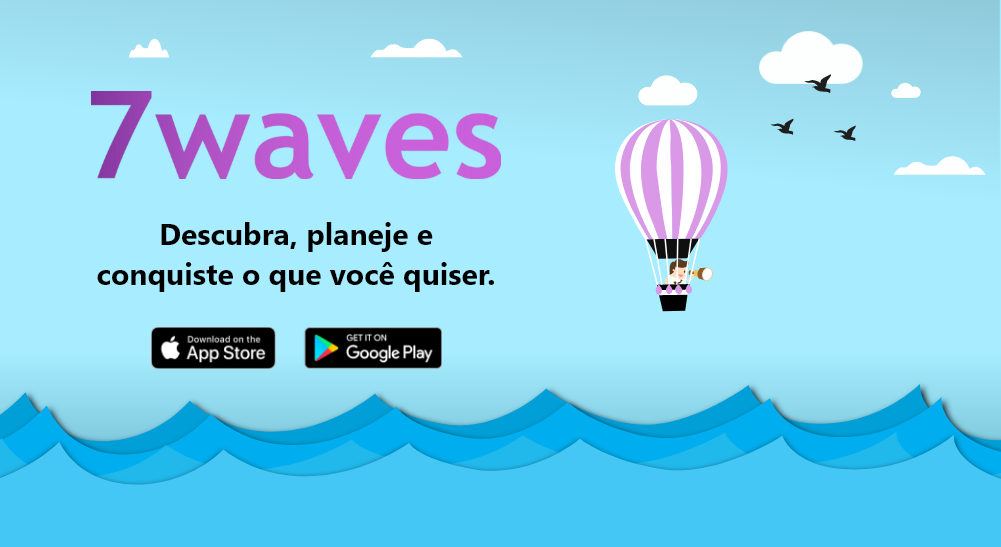 7waves
Descubra, planeje e
conquiste o que você quiser.
Download on the
App Store
GET IT ON
Google Play